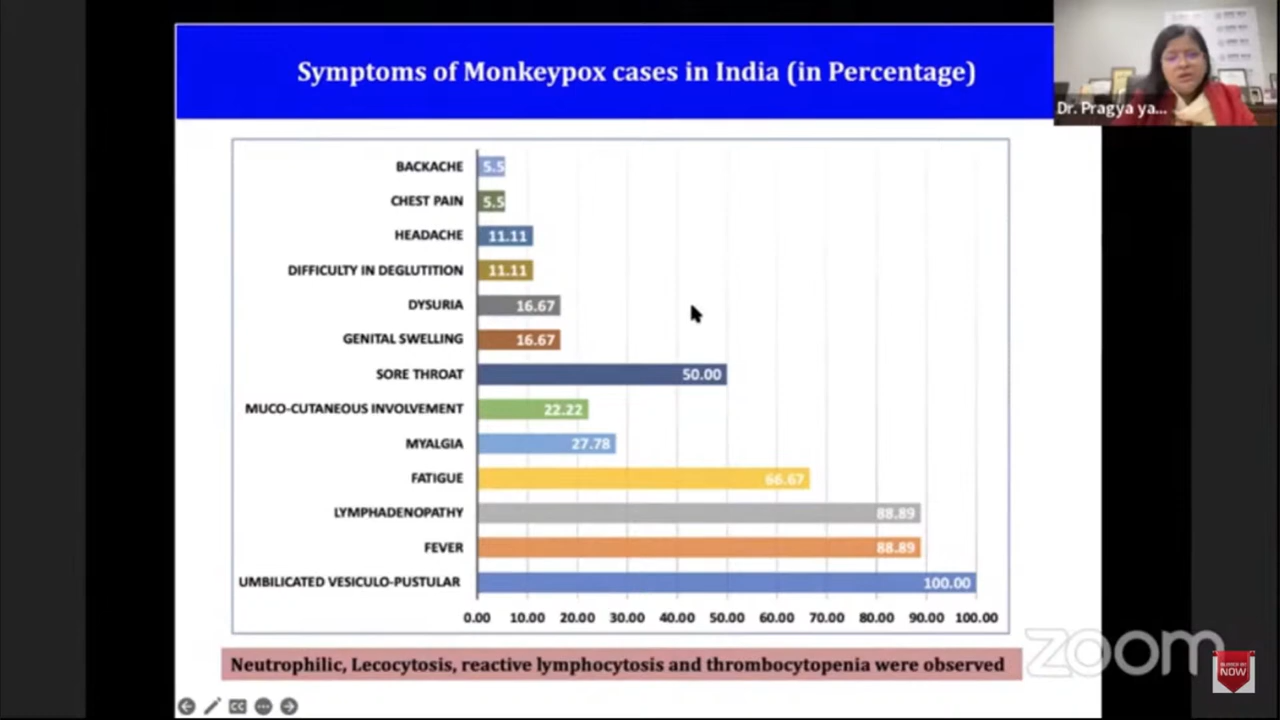 Symptoms of Monkeypox cases in India (in Percentage)
Dr. Pragya ya...
BACKACHE 5.5
CHEST PAIN 5.5
HEADACHE 11.11
DIFFICULTY IN DEGLUTITION 11.11
DYSURIA 16.67
GENITAL SWELLING 16.67
SORE THROAT 50.00
MUCO-CUTANEOUS INVOLVEMENT 22.22
MYALGIA 27.78
FATIGUE 66.67
LYMPHADENOPATHY 88.89
FEVER 88.89
UMBILICATED VESICULO-PUSTULAR 100.00
0.00 10.00 20.00 30.00 40.00 50.00 60.00 70.00 80.00 90.00 100.00
Neutrophilic, Lecocytosis, reactive lymphocytosis and thrombocytopenia were observed
zoom
NOW
CC